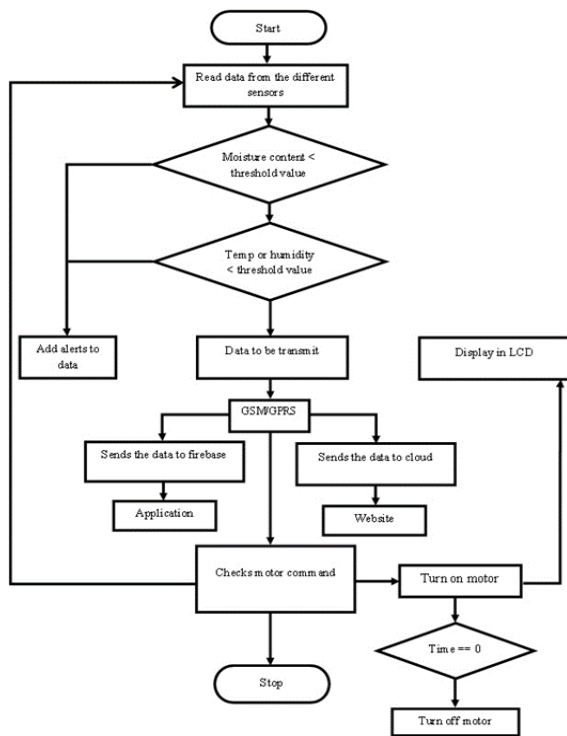 Start
Read data from the different
sensors
Moisture content <
threshold value
Temp or humidity
< threshold value
Add alerts to
data
Data to be transmit
Display in LCD
GSM/GPRS
Sends the data to firebase
Sends the data to cloud
Application
Website
Checks motor command
Turn on motor
Time == 0
Stop
Turn off motor